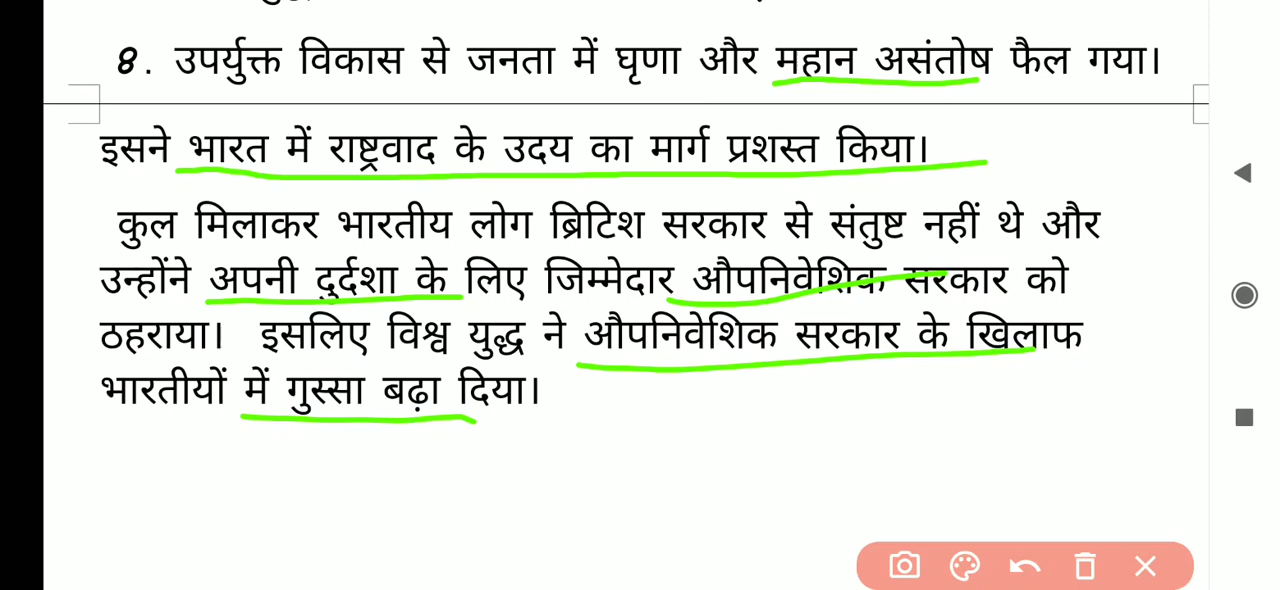 8. उपर्युक्त विकास से जनता में घृणा और महान असंतोष फैल गया।
इसने भारत में राष्ट्रवाद के उदय का मार्ग प्रशस्त किया।
कुल मिलाकर भारतीय लोग ब्रिटिश सरकार से संतुष्ट नहीं थे और
उन्होंने अपनी दुर्दशा के लिए जिम्मेदार औपनिवेशिक सरकार को
ठहराया। इसलिए विश्व युद्ध ने औपनिवेशिक सरकार के खिलाफ
भारतीयों में गुस्सा बढ़ा दिया।